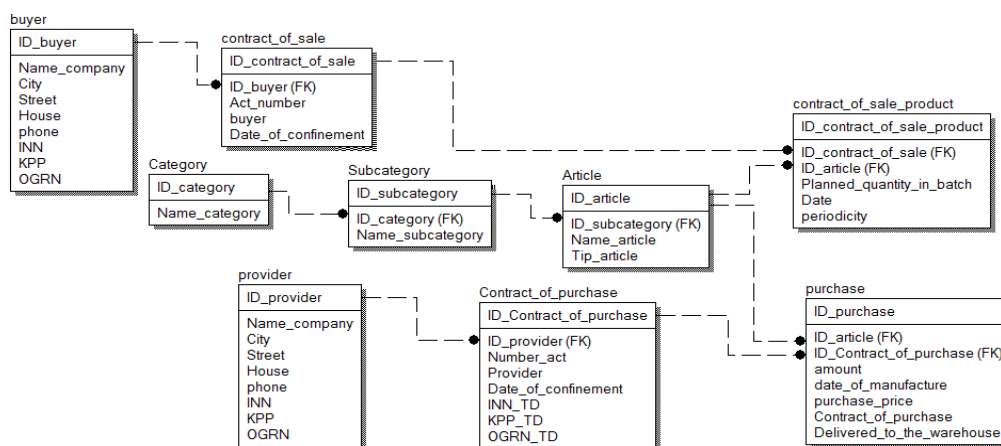 buyer
ID_buyer
Name_company
City
Street
House
phone
INN
KPP
OGRN
contract_of_sale
ID_contract_of_sale
ID_buyer (FK)
Act_number
buyer
Date_of_confinement
contract_of_sale_product
ID_contract_of_sale_product
ID_contract_of_sale (FK)
ID_article (FK)
Planned_quantity_in_batch
Date
periodicity
Category
ID_category
Name_category
Subcategory
ID_subcategory
ID_category (FK)
Name_subcategory
Article
ID_article
ID_subcategory (FK)
Name_article
Tip_article
provider
ID_provider
Name_company
City
Street
House
phone
INN
KPP
OGRN
Contract_of_purchase
ID_Contract_of_purchase
ID_provider (FK)
Number_act
Provider
Date_of_confinement
INN_TD
KPP_TD
OGRN_TD
purchase
ID_purchase
ID_article (FK)
ID_Contract_of_purchase (FK)
amount
date_of_manufacture
purchase_price
Contract_of_purchase
Delivered_to_the_warehouse